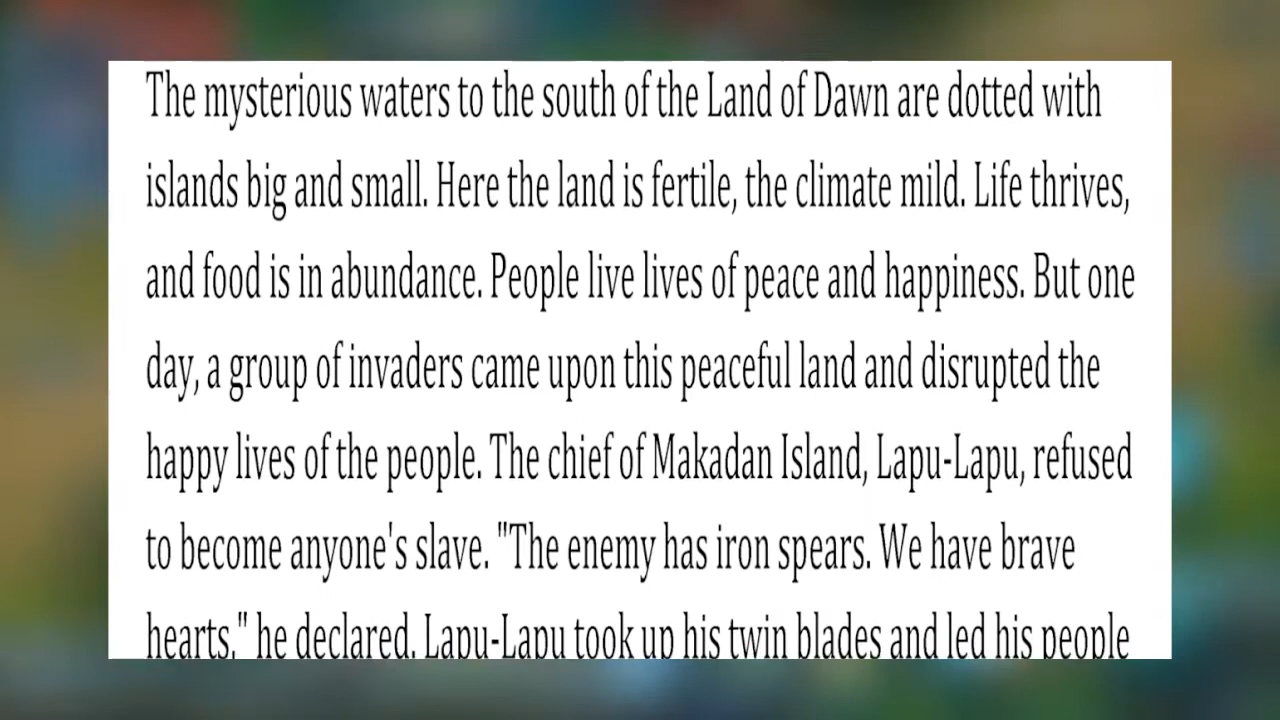 The mysterious waters to the south of the Land of Dawn are dotted with
islands big and small. Here the land is fertile, the climate mild. Life thrives,
and food is in abundance. People live lives of peace and happiness. But one
day, a group of invaders came upon this peaceful land and disrupted the
happy lives of the people. The chief of Makadan Island, Lapu-Lapu, refused
to become anyone's slave. "The enemy has iron spears. We have brave
hearts." he declared. Lapu-Lapu took up his twin blades and led his people